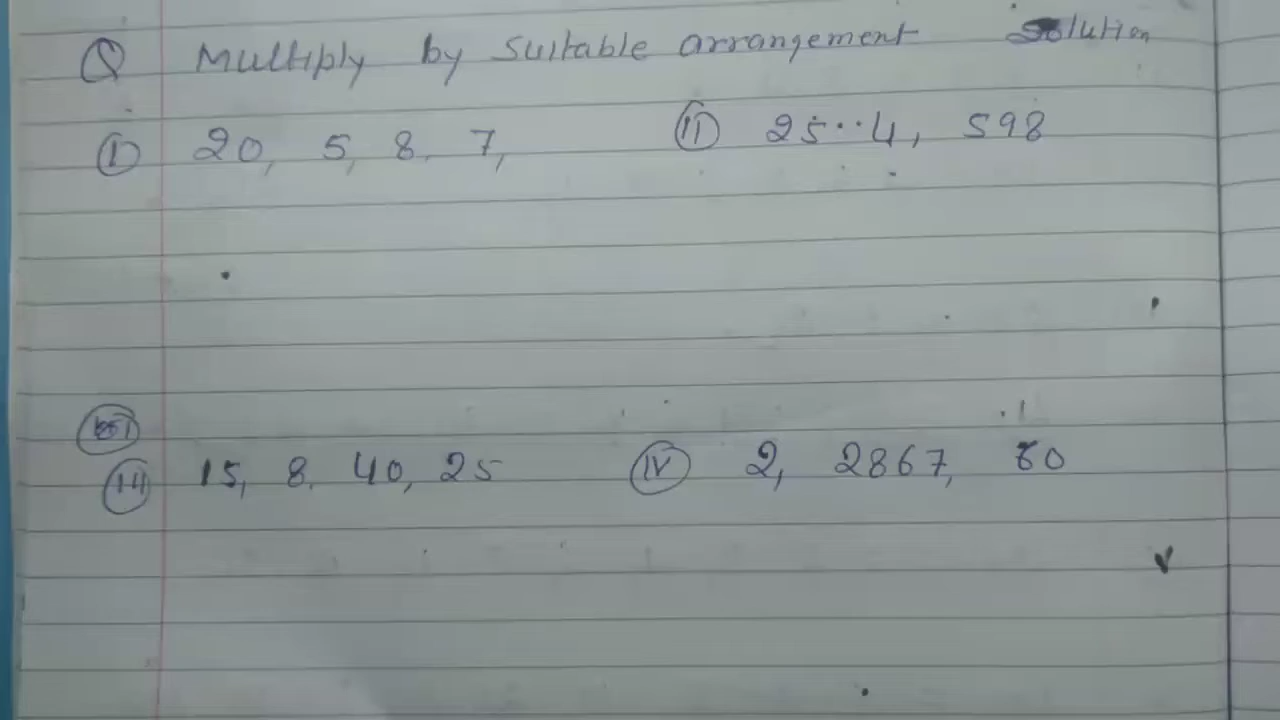 Q Multiply by Suitable arrangement Solution
(I) 20, 5, 8, 7, (II) 25..4, 598
(III) 15, 8, 40, 25 (IV) 2, 2867,